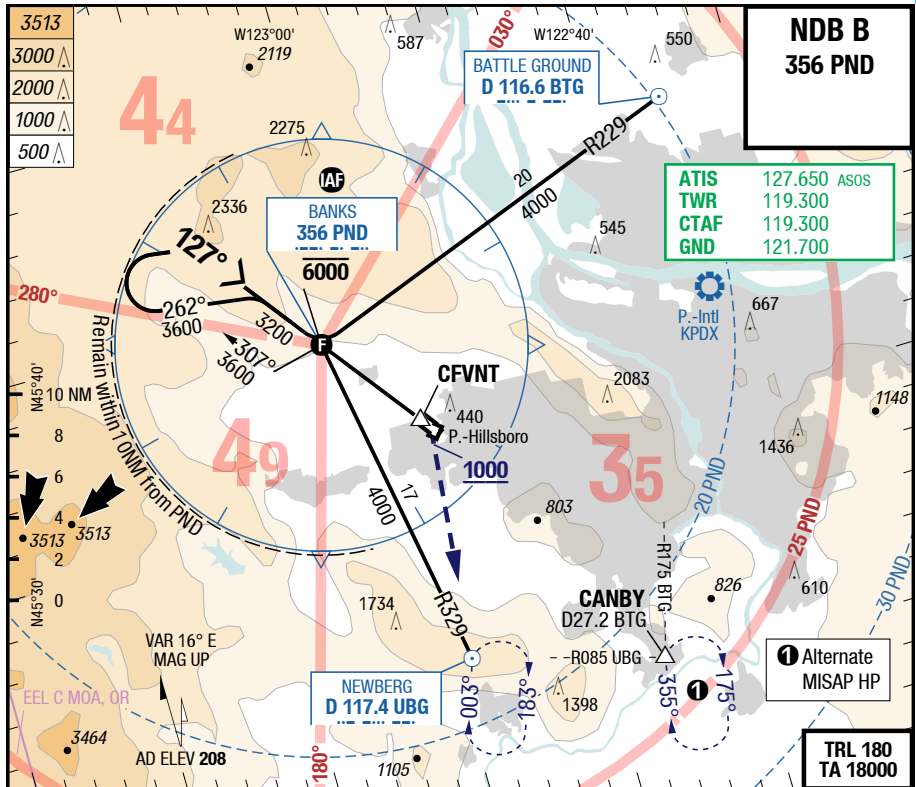 3513
3000
2000
1000
500
W123°00'
2119
587
030°
W122°40'
550
NDB B
356 PND
BATTLE GROUND
D 116.6 BTG
44
2275
R229
20
4000
IAF
ATIS 127.650 ASOS
TWR 119.300
CTAF 119.300
GND 121.700
2336
BANKS
356 PND
6000
545
127°
280°
262°
3600
3200
307°
3600
F
P.-Intl
KPDX
667
Remain within 10NM from PND
N45°40'
10 NM
8
6
4
2
0
N45°30'
CFVNT
440
P.-Hillsboro
1000
2083
1148
1436
49
35
17
4000
803
20 PND
25 PND
30 PND
3513
3513
R329
R175 BTG
826
610
CANBY
D27.2 BTG
1734
VAR 16° E
MAG UP
R085 UBG
1 Alternate
MISAP HP
EEL C MOA, OR
NEWBERG
D 117.4 UBG
003°
183°
1398
355°
175°
1
3464
AD ELEV 208
180°
1105
TRL 180
TA 18000